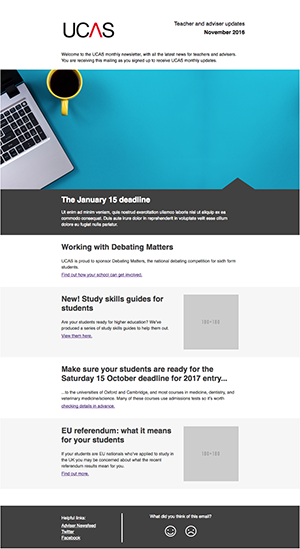 UCAS
Teacher and adviser updates
November 2016
Welcome to the UCAS monthly newsletter, with all the latest news for teachers and advisers.
You are receiving this mailing as you signed up to receive UCAS monthly updates.
The January 15 deadline
Ut enim ad minim veniam, quis nostrud exercitation ullamco laboris nisi ut aliquip ex ea
commodo consequat. Duis aute irure dolor in reprehenderit in voluptate velit esse cillum
dolore eu fugiat nulla pariatur.
Working with Debating Matters
UCAS is proud to sponsor Debating Matters, the national debating competition for sixth form
students.
Find out how your school can get involved.
New! Study skills guides for
students
Are your students ready for higher education? We've
produced a series of study skills guides to help them out
View them here.
Make sure your students are ready for the
Saturday 15 October deadline for 2017 entry...
...to the universities of Oxford and Cambridge, and most courses in medicine, dentistry, and
veterinary medicine/science. Many of these courses use admissions tests so it's worth
checking details in advance.
EU referendum: what it means
for your students
If your students are EU nationals who've applied to study in
the UK you may be concerned about what the recent
referendum results mean for you.
Find out more.
Helpful links:
Adviser Newsfeed
Twitter
Facebook
What did you think of this email?